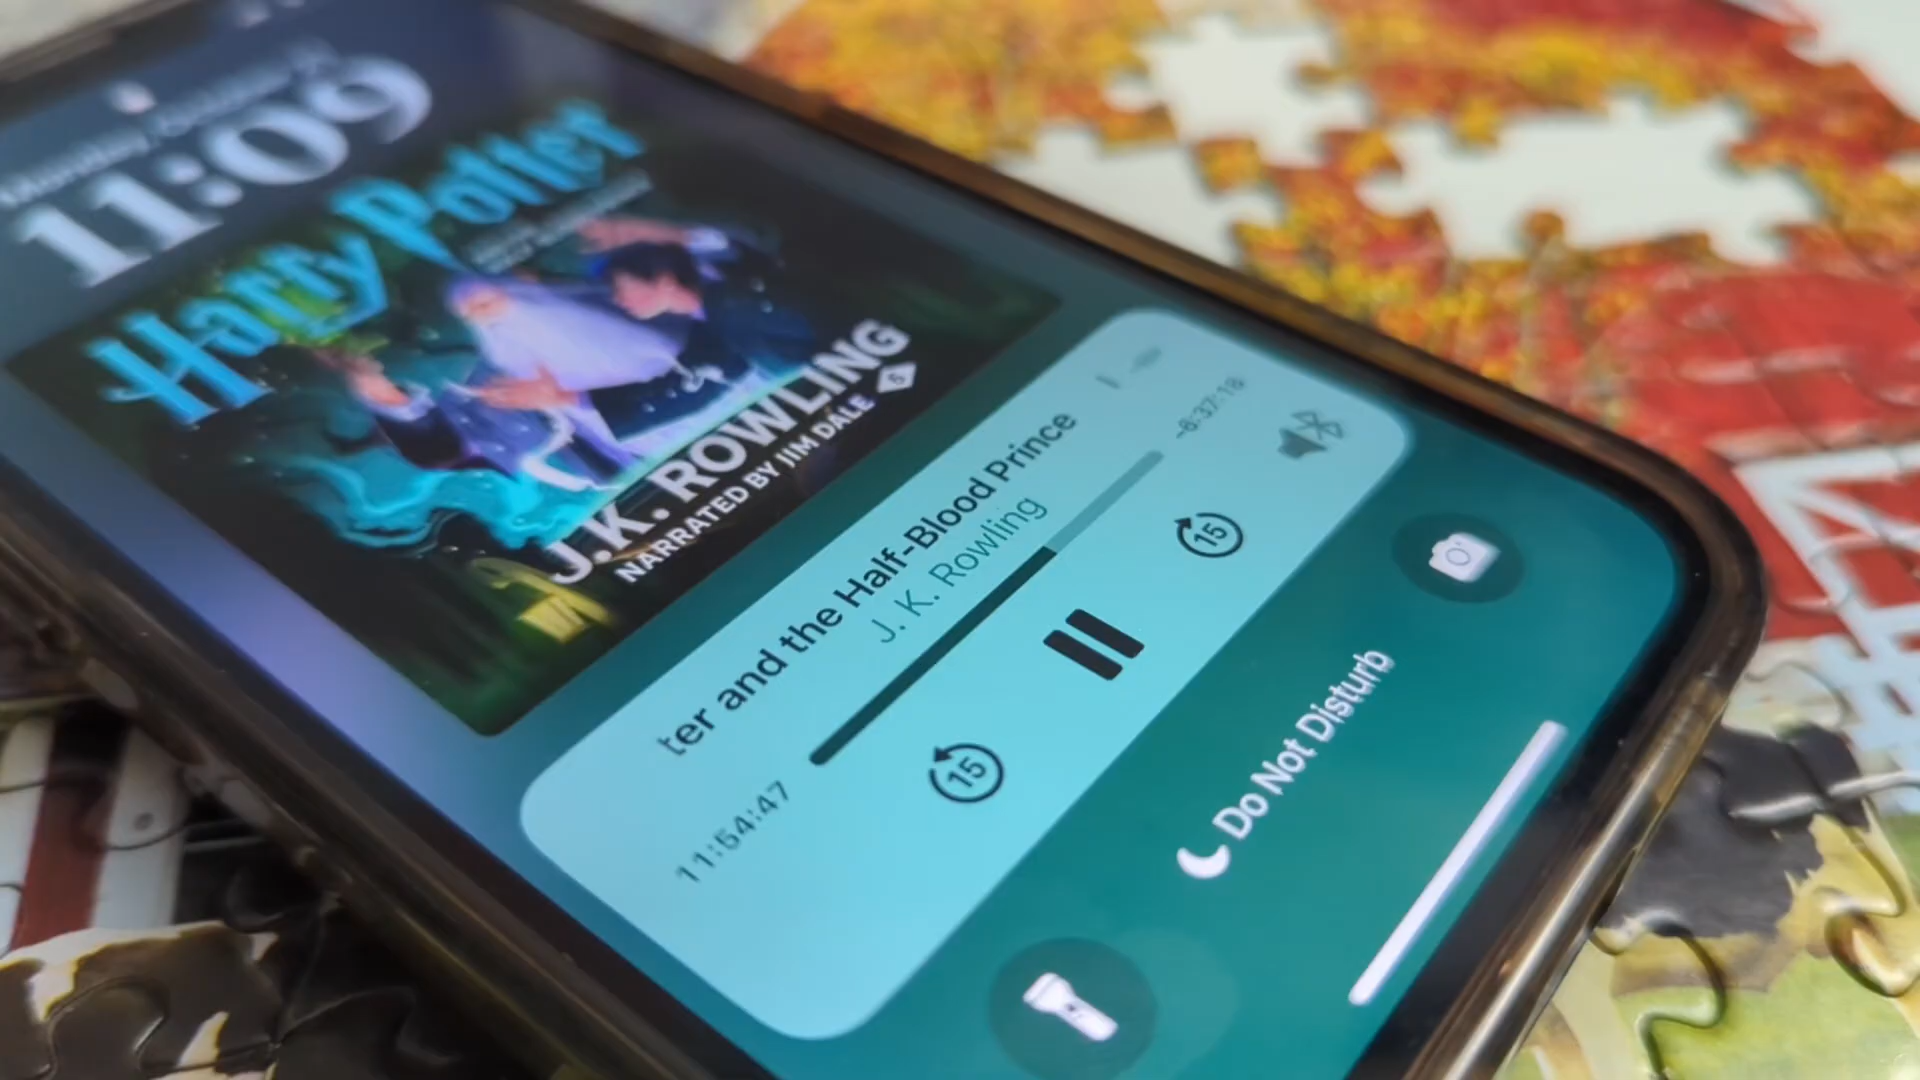 Monday,
11:09
Harry Potter
J.K. ROWLING
NARRATED BY JIM DALE
ter and the Half-Blood Prince
J. K. Rowling
11:54:47
-6:37:18
15
15
Do Not Disturb